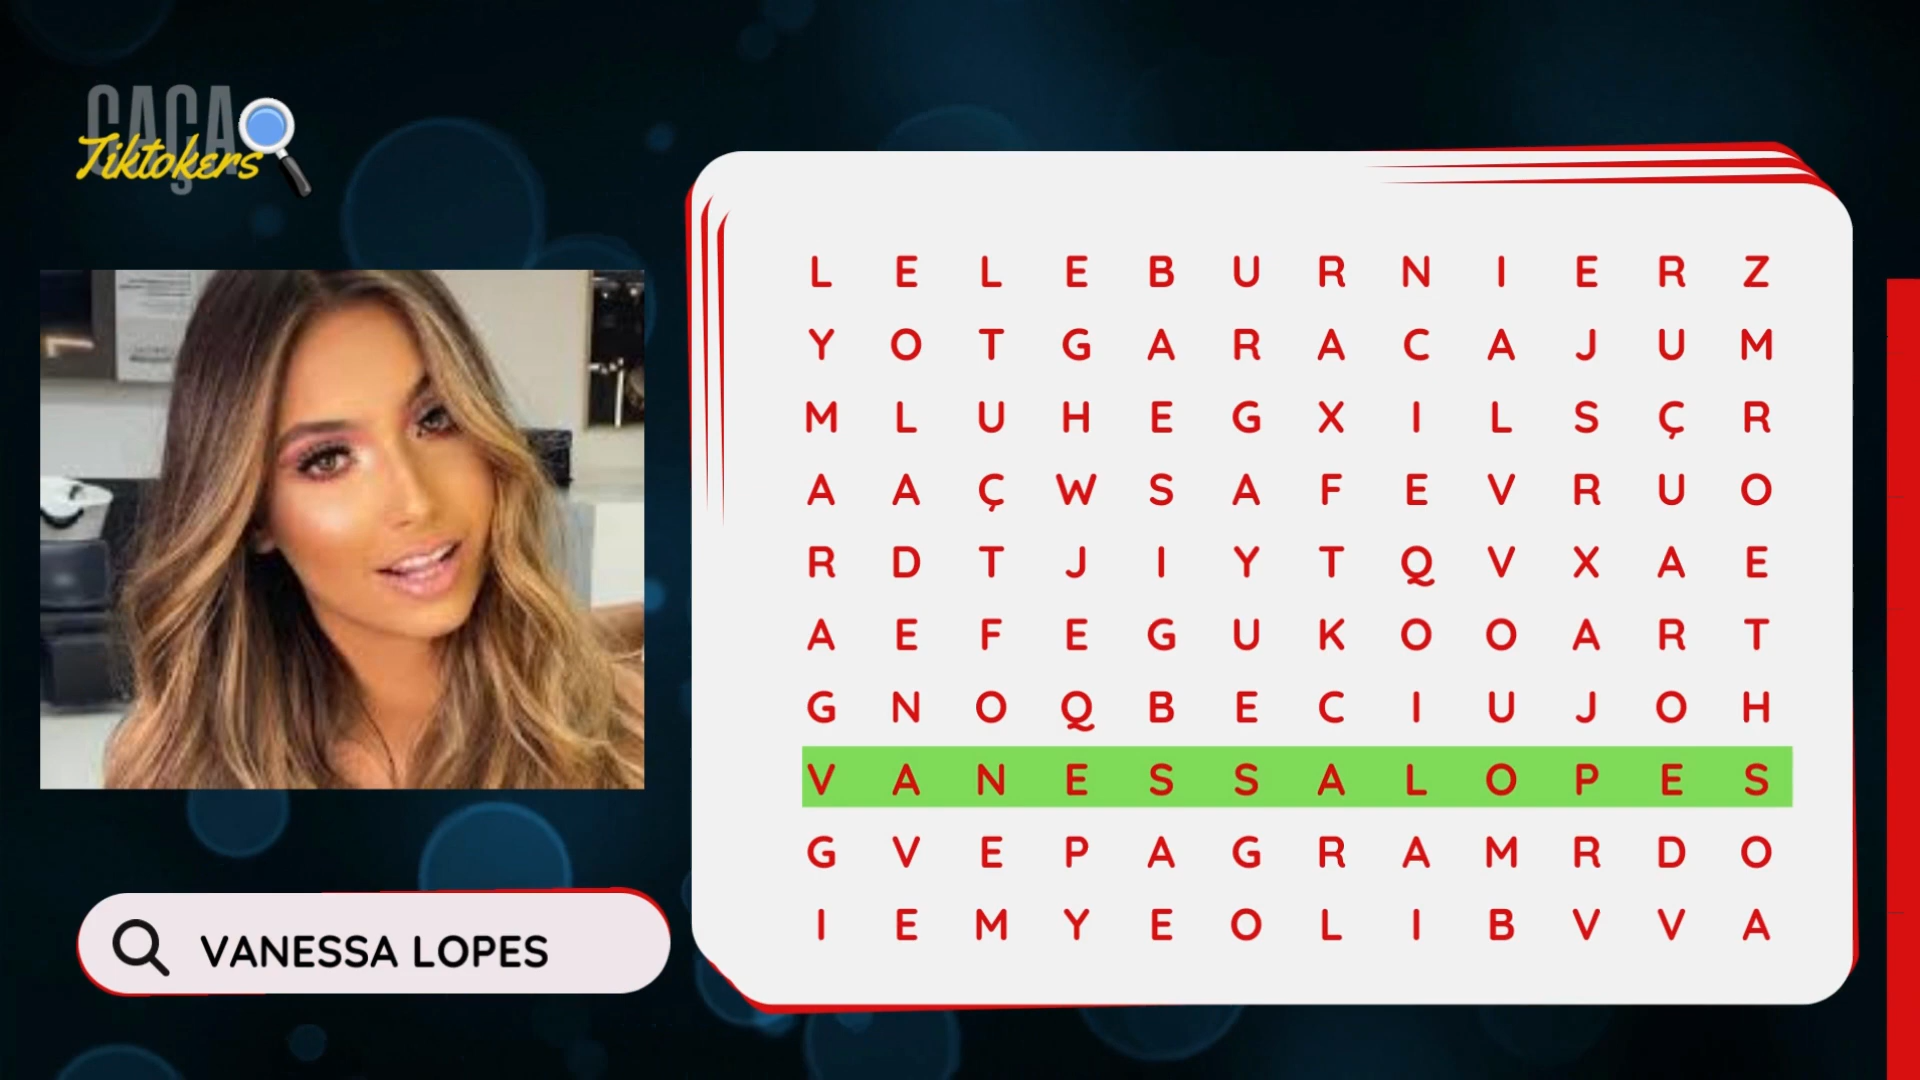 CAÇA
Tiktokers
L E L E B U R N I E R Z
Y O T G A R A C A J U M
M L U H E G X I L S Ç R
A A Ç W S A F E V R U O
R D T J I Y T Q V X A E
A E F E G U K O O A R T
G N O Q B E C I U J O H
V A N E S S A L O P E S
G V E P A G R A M R D O
I E M Y E O L I B V V A
VANESSA LOPES